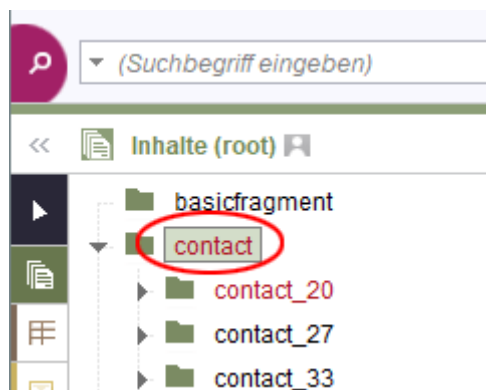 (Suchbegriff eingeben)
Inhalte (root)
basicfragment
contact
contact_20
contact_27
contact_33